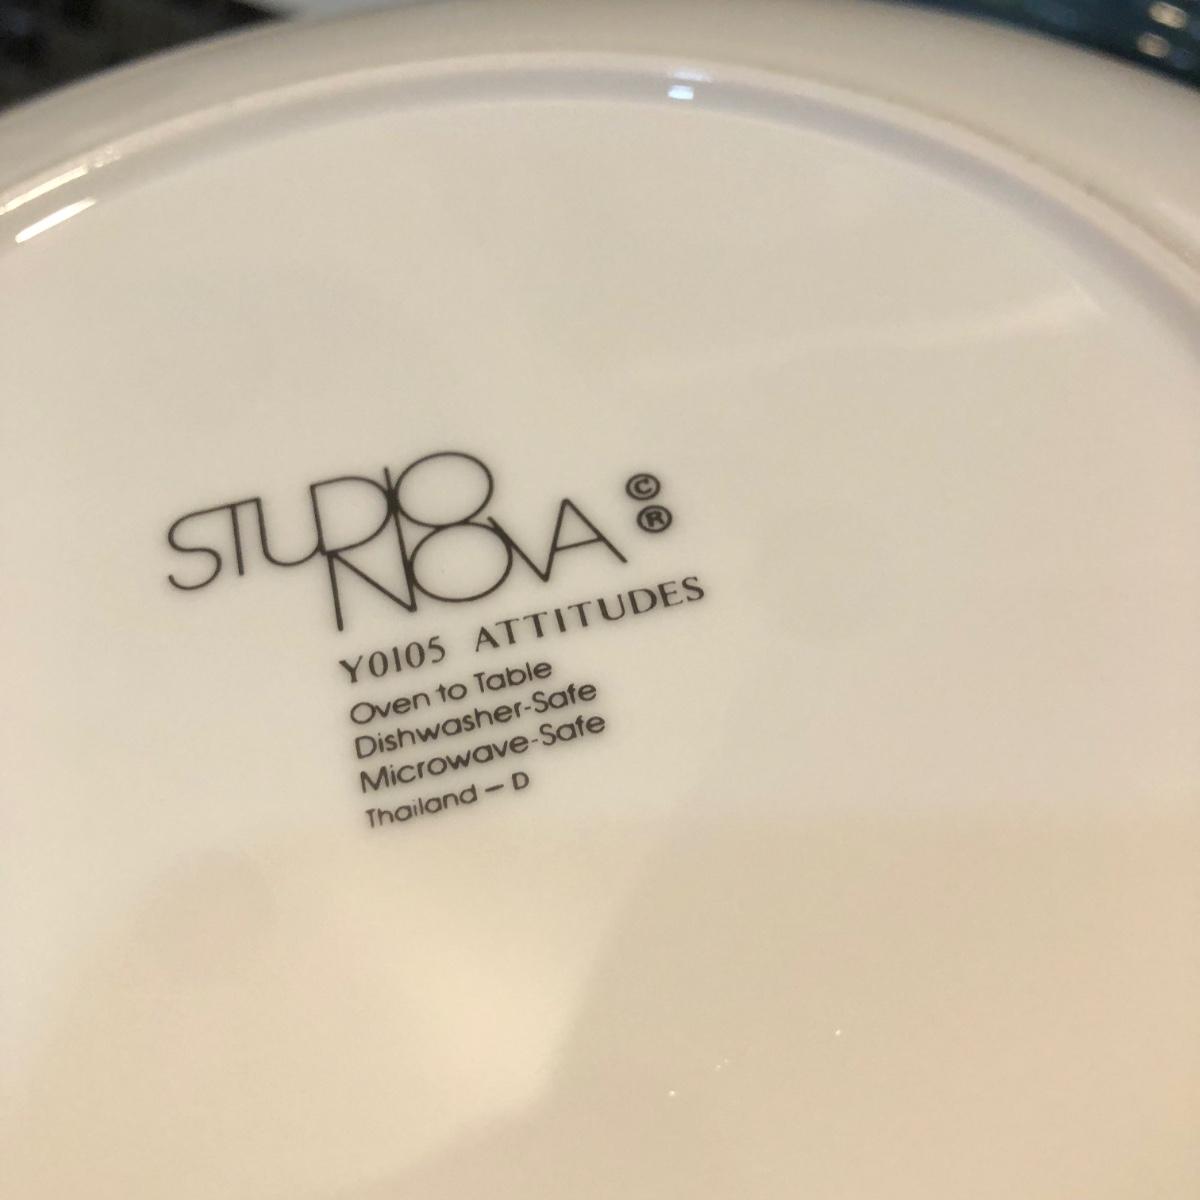 STUDIO
NOVA
©
®
Y0105 ATTITUDES
Oven to Table
Dishwasher-Safe
Microwave-Safe
Thailand – D